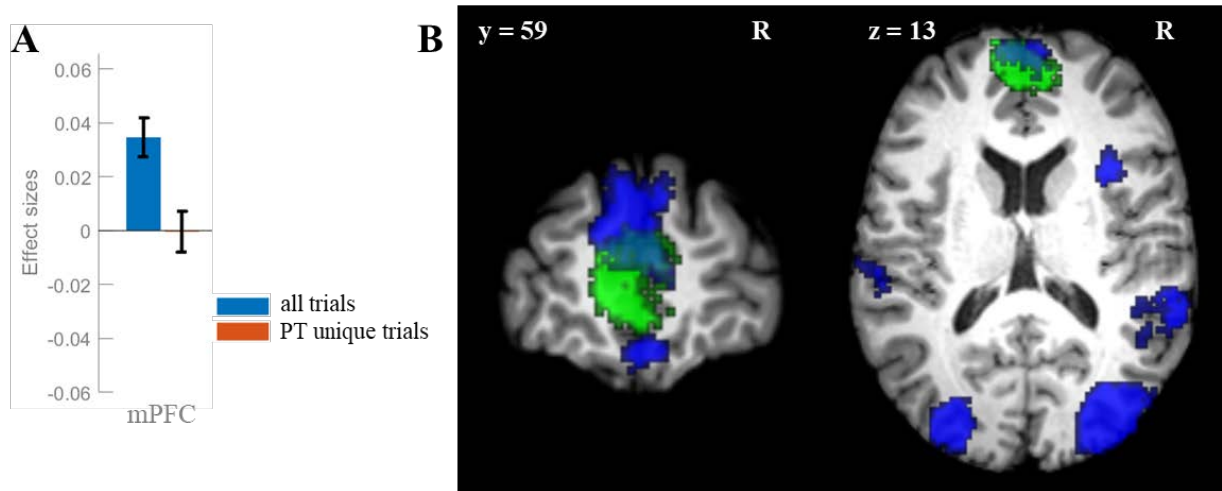 A
0.06
0.04
0.02
0
-0.02
-0.04
-0.06
Effect sizes
mPFC
all trials
PT unique trials
B
y = 59
R
z = 13
R